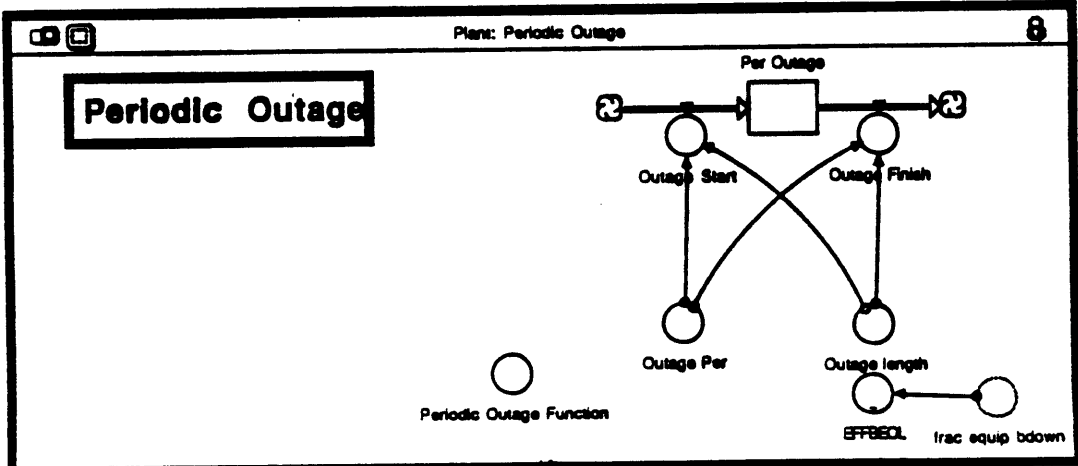 Plant: Periodic Outage
Periodic Outage
Per Outage
Outage Start
Outage Finish
Outage Per
Outage length
Periodic Outage Function
EFFBEOL
frac equip bdown